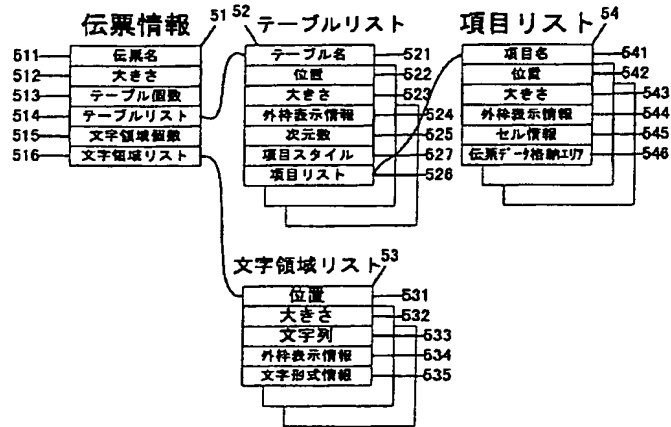 伝票情報 51
511 伝票名
512 大きさ
513 テーブル個数
514 テーブルリスト
515 文字領域個数
516 文字領域リスト
52 テーブルリスト
テーブル名 521
位置 522
大きさ 523
外枠表示情報 524
次元数 525
項目スタイル 527
項目リスト 526
項目リスト 54
項目名 541
位置 542
大きさ 543
外枠表示情報 544
セル情報 545
伝票データ格納エリア 546
文字領域リスト 53
位置 531
大きさ 532
文字列 533
外枠表示情報 534
文字形式情報 535